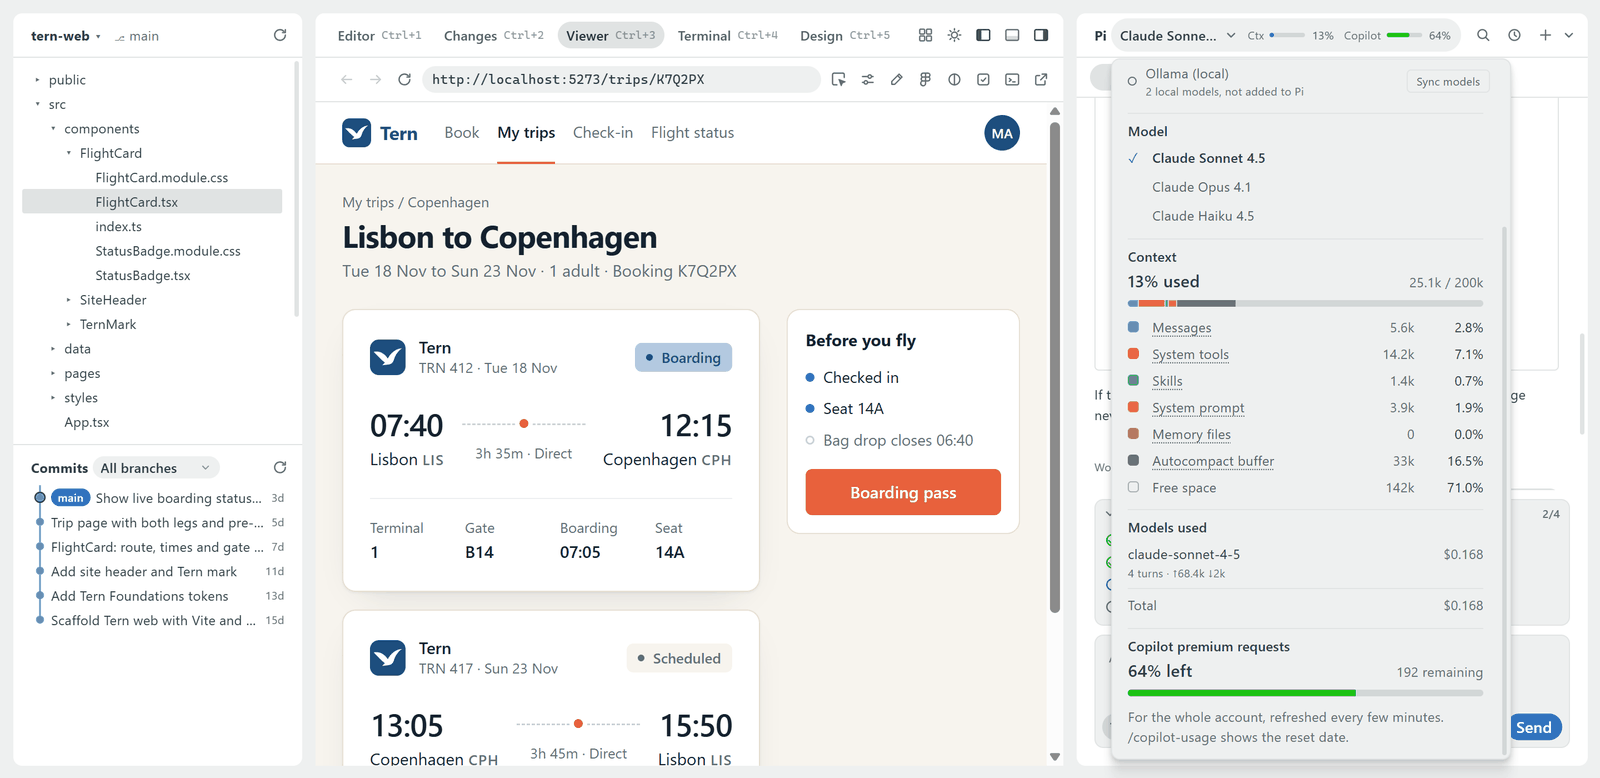 tern-web
main
public
src
components
FlightCard
FlightCard.module.css
FlightCard.tsx
index.ts
StatusBadge.module.css
StatusBadge.tsx
SiteHeader
TernMark
data
pages
styles
App.tsx
Commits
All branches
main Show live boarding status... 3d
Trip page with both legs and pre-... 5d
FlightCard: route, times and gate ... 7d
Add site header and Tern mark 11d
Add Tern Foundations tokens 13d
Scaffold Tern web with Vite and ... 15d
Editor Ctrl+1 Changes Ctrl+2 Viewer Ctrl+3 Terminal Ctrl+4 Design Ctrl+5
http://localhost:5273/trips/K7Q2PX
Tern Book My trips Check-in Flight status MA
My trips / Copenhagen
Lisbon to Copenhagen
Tue 18 Nov to Sun 23 Nov · 1 adult · Booking K7Q2PX
Tern
TRN 412 · Tue 18 Nov
Boarding
07:40 12:15
3h 35m · Direct
Lisbon LIS Copenhagen CPH
Terminal Gate Boarding Seat
1 B14 07:05 14A
Before you fly
Checked in
Seat 14A
Bag drop closes 06:40
Boarding pass
Tern
TRN 417 · Sun 23 Nov
Scheduled
13:05 15:50
3h 45m · Direct
Copenhagen CPH Lisbon LIS
Pi Claude Sonne... Ctx 13% Copilot 64%
Ollama (local)
2 local models, not added to Pi
Sync models
Model
Claude Sonnet 4.5
Claude Opus 4.1
Claude Haiku 4.5
Context
13% used 25.1k / 200k
Messages 5.6k 2.8%
System tools 14.2k 7.1%
Skills 1.4k 0.7%
System prompt 3.9k 1.9%
Memory files 0 0.0%
Autocompact buffer 33k 16.5%
Free space 142k 71.0%
Models used
claude-sonnet-4-5 $0.168
4 turns · ↑68.4k ↓2k
Total $0.168
Copilot premium requests
64% left 192 remaining
For the whole account, refreshed every few minutes.
/copilot-usage shows the reset date.
2/4
Send